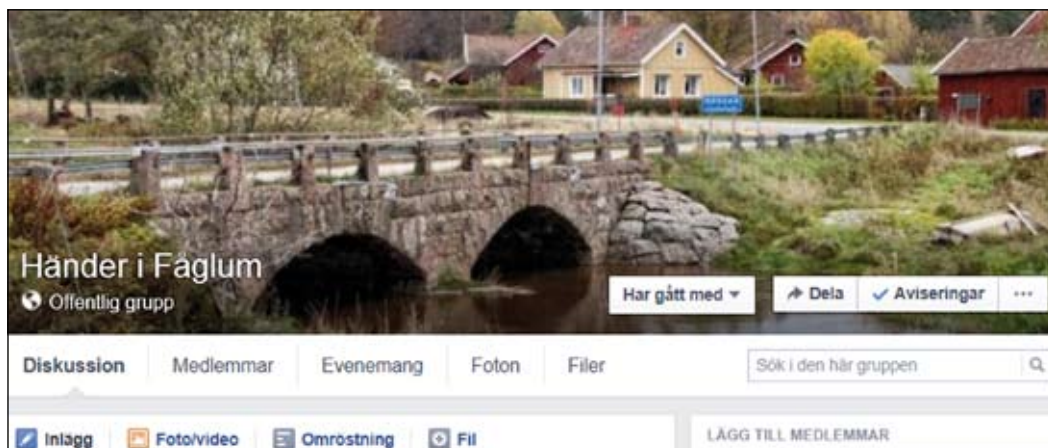 Händer i Fåglum
Offentlig grupp
Har gått med
Dela
Aviseringar
Diskussion
Medlemmar
Evenemang
Foton
Filer
Sök i den här gruppen
Inlägg
Foto/video
Omröstning
Fil
LÄGG TILL MEDLEMMAR